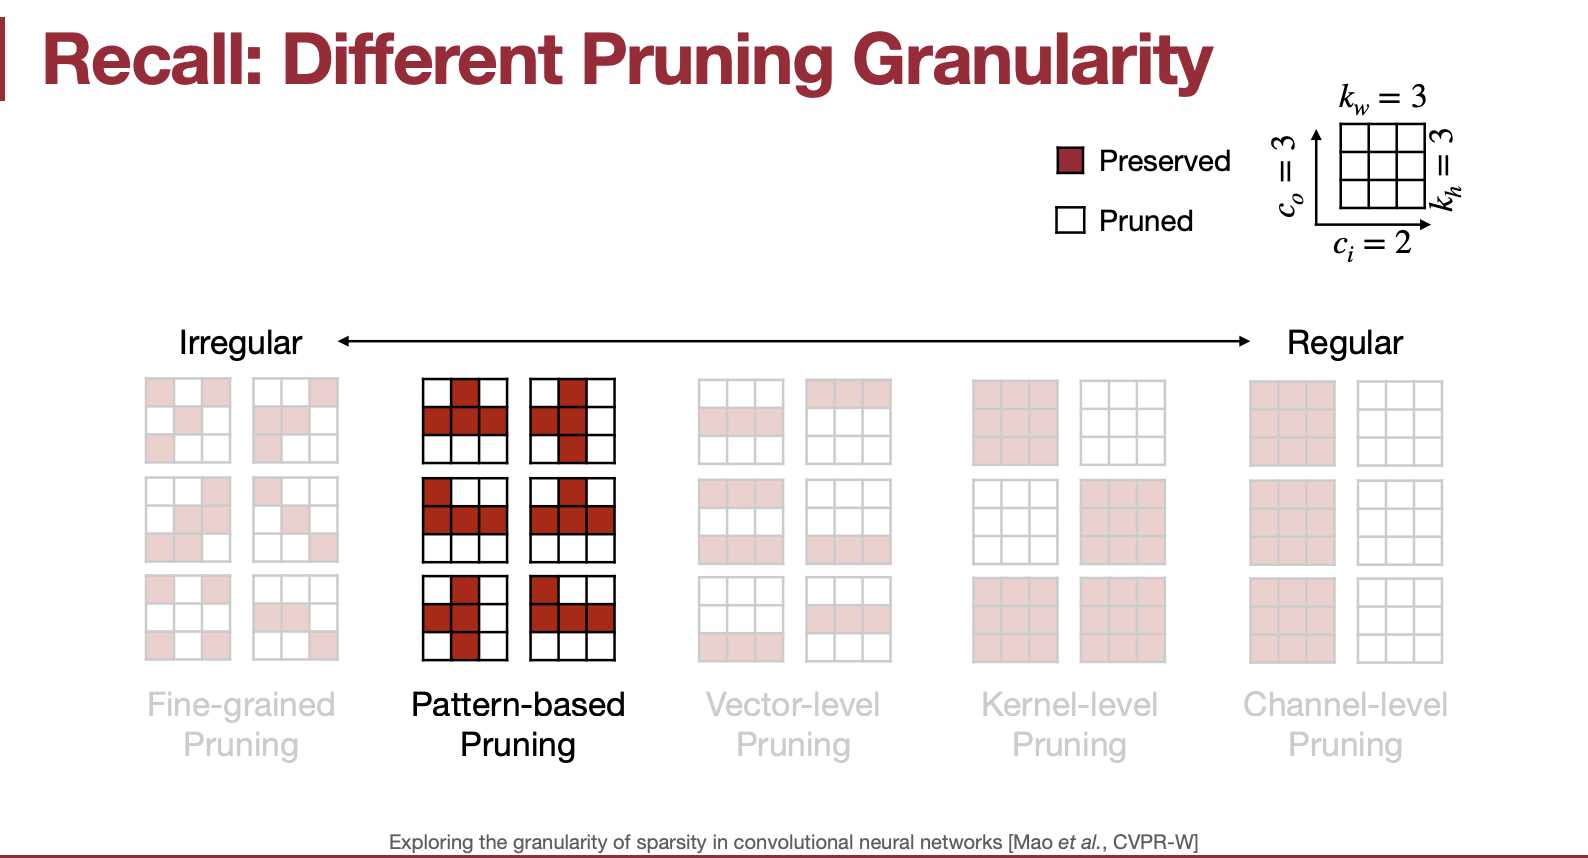 Recall: Different Pruning Granularity
k_w = 3
c_o = 3
k_h = 3
c_i = 2
Preserved
Pruned
Irregular
Regular
Fine-grained
Pruning
Pattern-based
Pruning
Vector-level
Pruning
Kernel-level
Pruning
Channel-level
Pruning
Exploring the granularity of sparsity in convolutional neural networks [Mao et al., CVPR-W]